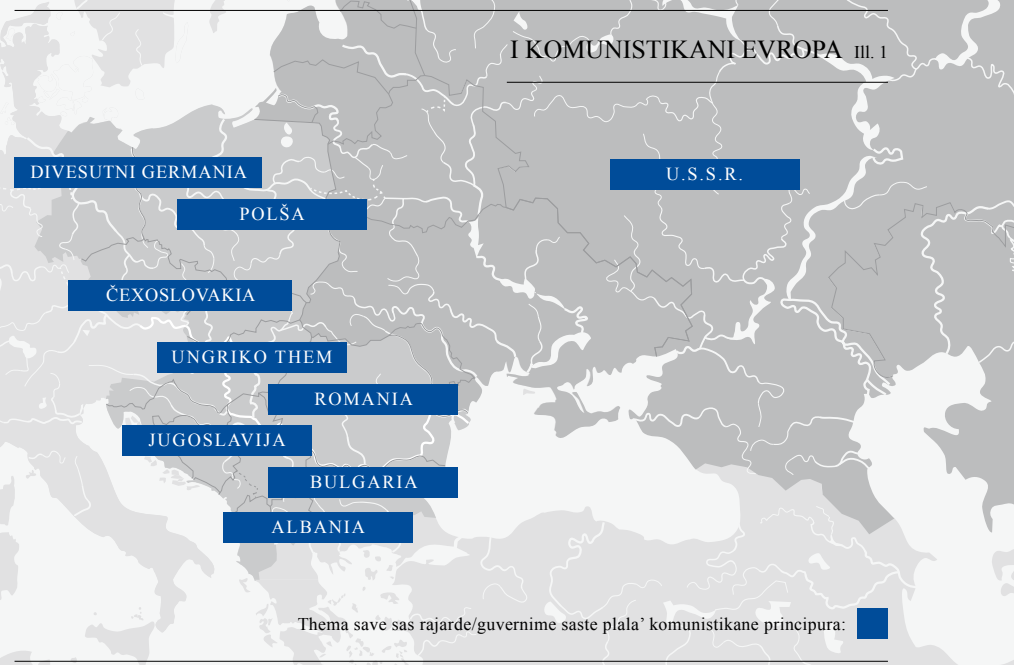 I KOMUNISTIKANI EVROPA Ill. 1
DIVESUTNI GERMANIA
U.S.S.R.
POLŠA
ČEXOSLOVAKIA
UNGRIKO THEM
ROMANIA
JUGOSLAVIJA
BULGARIA
ALBANIA
Thema save sas rajarde/guvernime saste plala’ komunistikane principura: